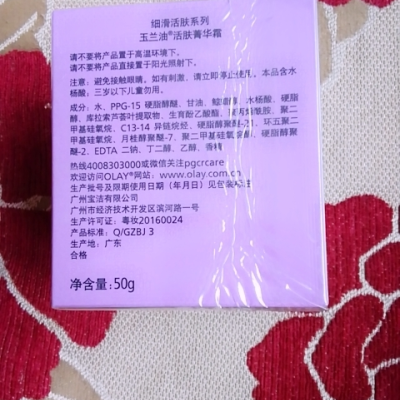 细滑活肤系列
玉兰油®活肤菁华霜
请不要将产品置于高温环境下。
请不要将产品直接置于阳光照射下。
注意：避免接触眼睛。如有刺激，请立即停止使用。本品含水
杨酸，三岁以下儿童勿用。
成分：水、PPG-15 硬脂醇醚、甘油、鲸蜡醇、水杨酸、硬脂
醇、库拉索芦荟叶提取物、生育酚乙酸酯、聚丙烯酰胺、聚二
甲基硅氧烷、C13-14 异链烷烃、硬脂醇聚醚-21、环五聚二
甲基硅氧烷、月桂醇聚醚-7、聚二甲基硅氧烷醇、硬脂醇聚
醚-2、EDTA 二钠、丁二醇、乙醇、香精
热线4008303000或微信关注pgcrcare
欢迎访问OLAY®网站：www.olay.com.cn
生产批号及限期使用日期（年月日）见包装标注
广州宝洁有限公司
广州市经济技术开发区滨河路一号
生产许可证：粤妆20160024
产品标准：Q/GZBJ 3
生产地：广东
合格
净含量：50g